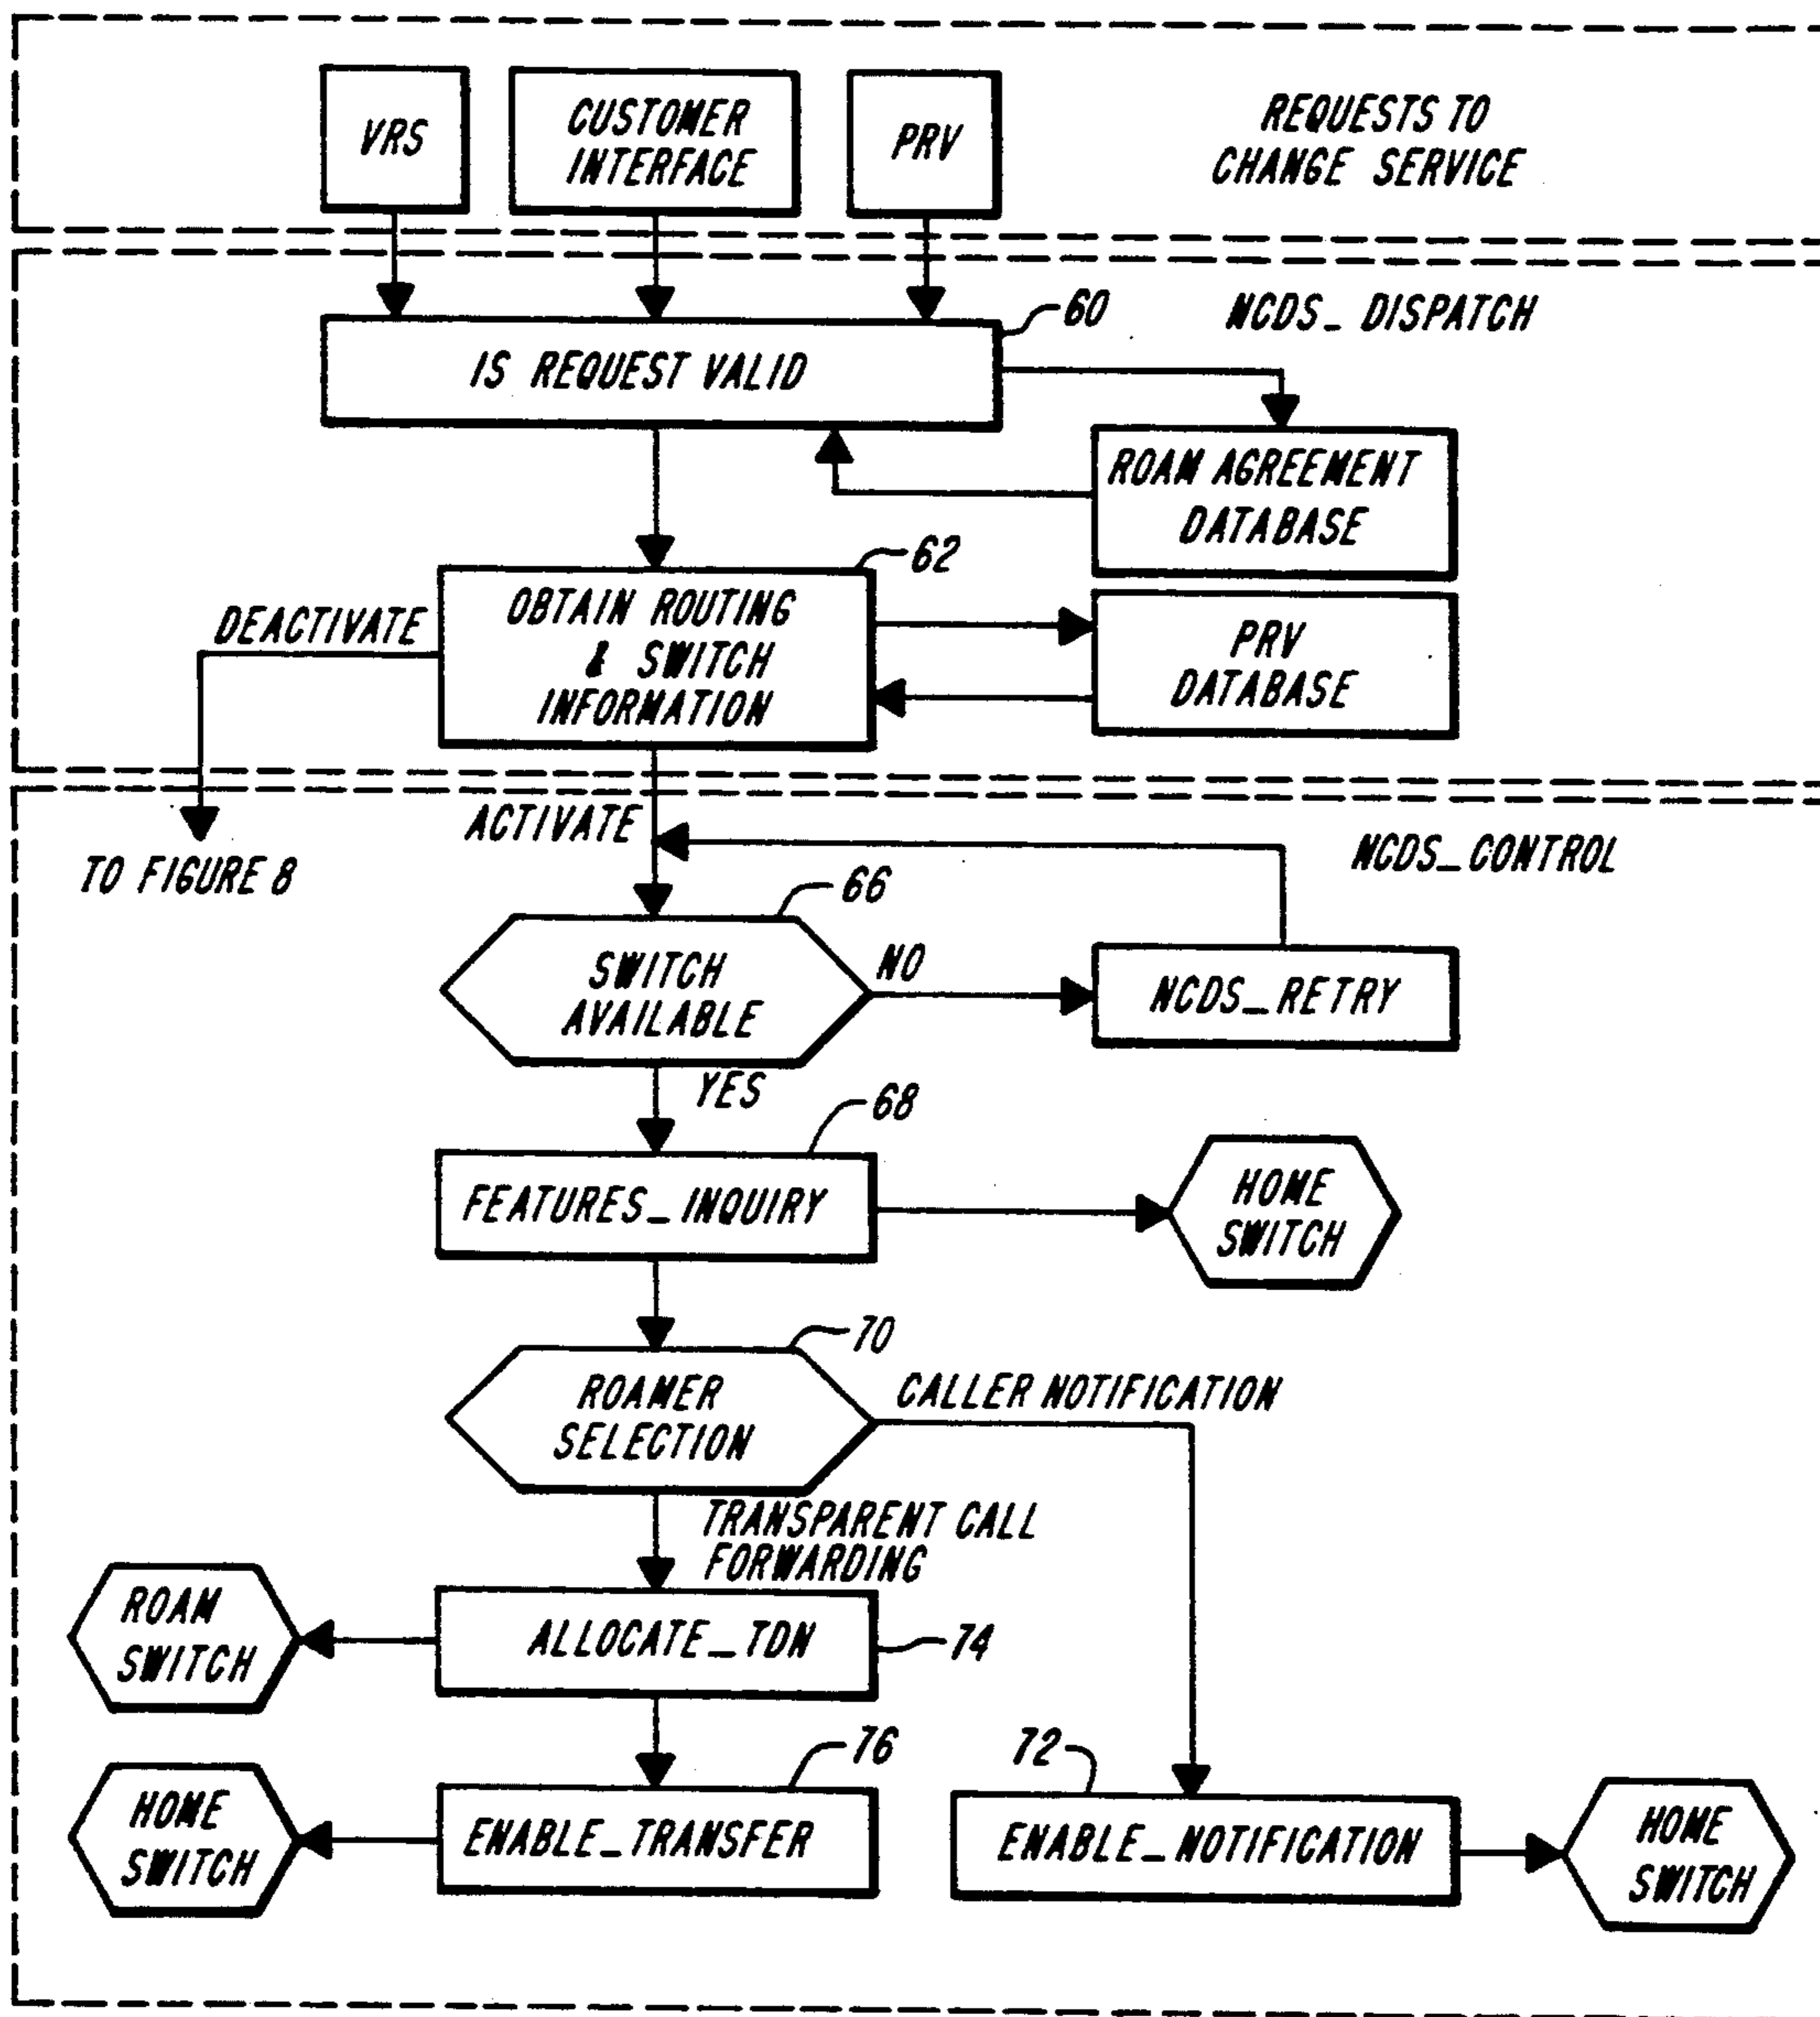 VRS
CUSTOMER
INTERFACE
PRV
REQUESTS TO
CHANGE SERVICE
60
NCDS_ DISPATCH
IS REQUEST VALID
ROAM AGREEMENT
DATABASE
62
DEACTIVATE
OBTAIN ROUTING
& SWITCH
INFORMATION
PRV
DATABASE
ACTIVATE
NCDS_CONTROL
TO FIGURE 8
66
SWITCH
AVAILABLE
NO
NCDS_RETRY
YES
68
FEATURES_INQUIRY
HOME
SWITCH
70
ROAMER
SELECTION
CALLER NOTIFICATION
TRANSPARENT CALL
FORWARDING
ROAM
SWITCH
ALLOCATE_TDN
74
76
72
HOME
SWITCH
ENABLE_TRANSFER
ENABLE_NOTIFICATION
HOME
SWITCH